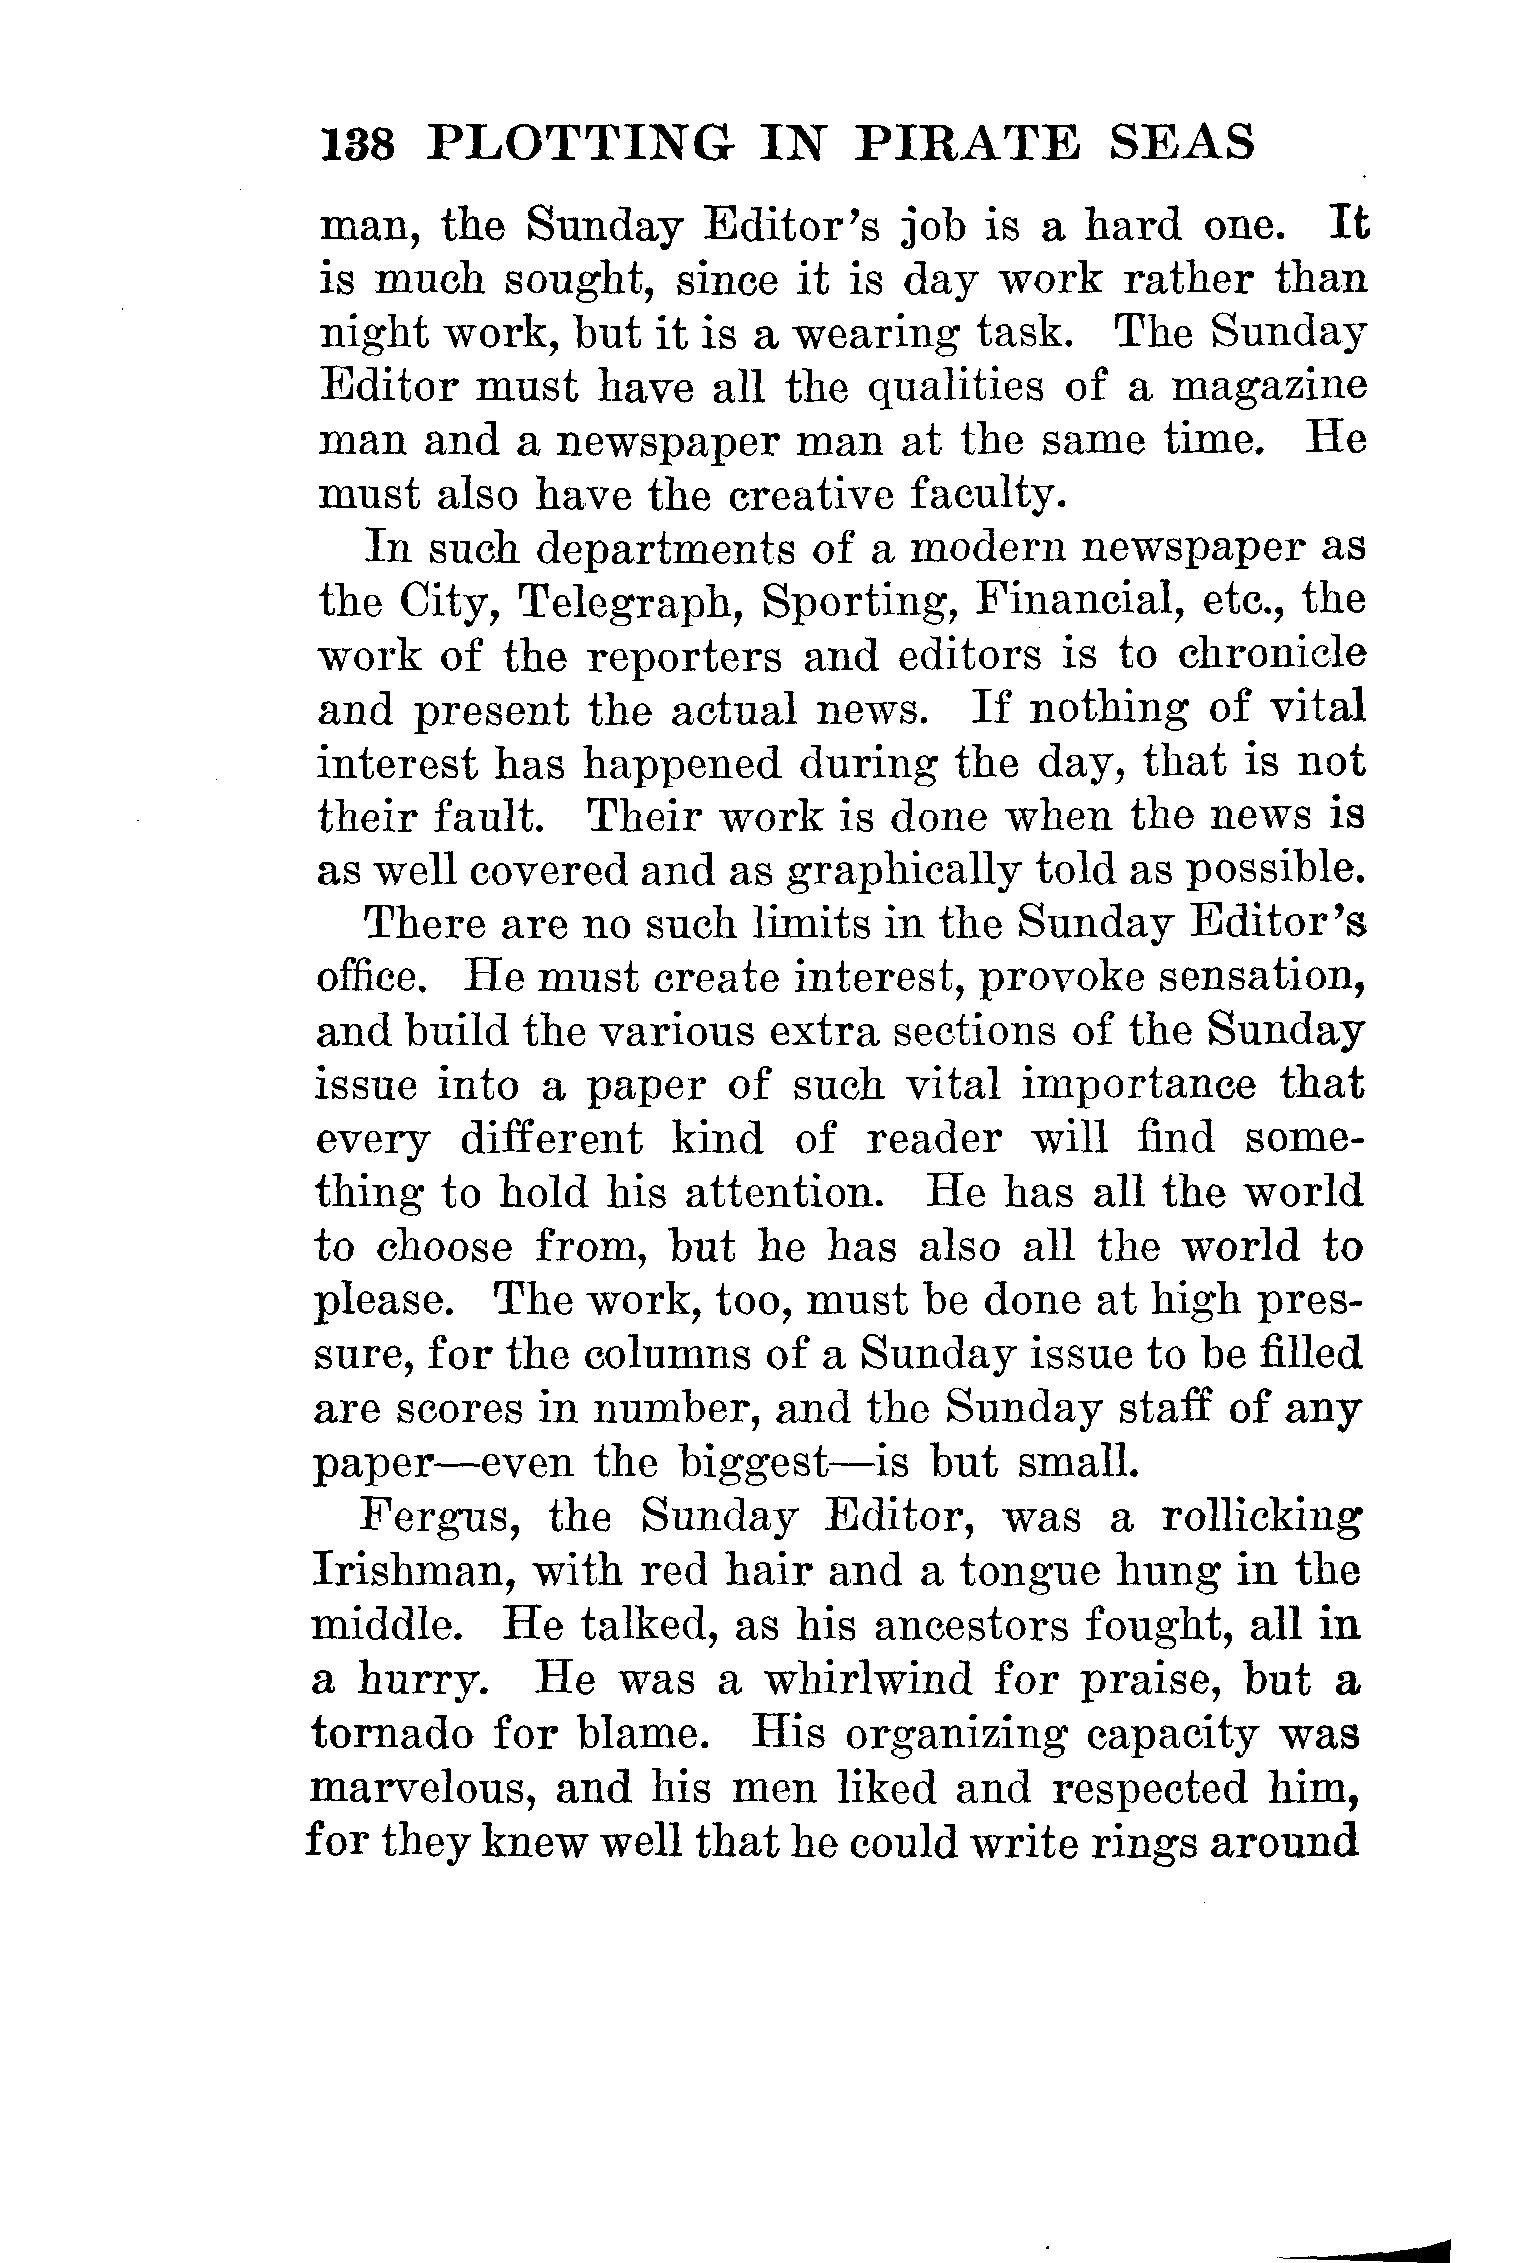 138 PLOTTING IN PIRATE SEAS
man, the Sunday Editor's job is a hard one. It
is much sought, since it is day work rather than
night work, but it is a wearing task. The Sunday
Editor must have all the qualities of a magazine
man and a newspaper man at the same time. He
must also have the creative faculty.
In such departments of a modern newspaper as
the City, Telegraph, Sporting, Financial, etc., the
work of the reporters and editors is to chronicle
and present the actual news. If nothing of vital
interest has happened during the day, that is not
their fault. Their work is done when the news is
as well covered and as graphically told as possible.
There are no such limits in the Sunday Editor's
office. He must create interest, provoke sensation,
and build the various extra sections of the Sunday
issue into a paper of such vital importance that
every different kind of reader will find some-
thing to hold his attention. He has all the world
to choose from, but he has also all the world to
please. The work, too, must be done at high pres-
sure, for the columns of a Sunday issue to be filled
are scores in number, and the Sunday staff of any
paper—even the biggest—is but small.
Fergus, the Sunday Editor, was a rollicking
Irishman, with red hair and a tongue hung in the
middle. He talked, as his ancestors fought, all in
a hurry. He was a whirlwind for praise, but a
tornado for blame. His organizing capacity was
marvelous, and his men liked and respected him,
for they knew well that he could write rings around